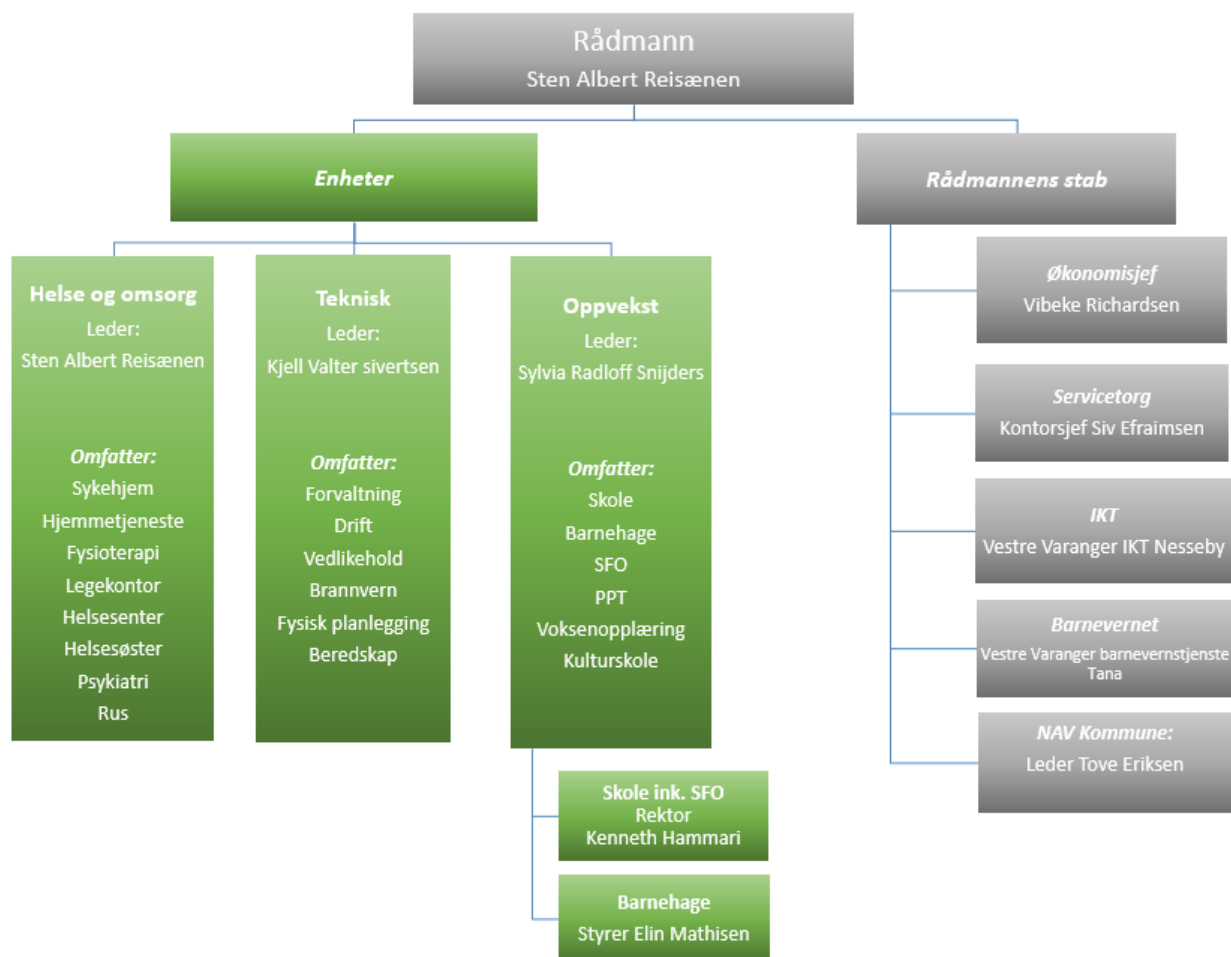 Rådmann
Sten Albert Reisænen
Enheter
Rådmannens stab
Helse og omsorg
Leder:
Sten Albert Reisænen
Omfatter:
Sykehjem
Hjemmetjeneste
Fysioterapi
Legekontor
Helsesenter
Helsesøster
Psykiatri
Rus
Teknisk
Leder:
Kjell Valter sivertsen
Omfatter:
Forvaltning
Drift
Vedlikehold
Brannvern
Fysisk planlegging
Beredskap
Oppvekst
Leder:
Sylvia Radloff Snijders
Omfatter:
Skole
Barnehage
SFO
PPT
Voksenopplæring
Kulturskole
Skole ink. SFO
Rektor
Kenneth Hammari
Barnehage
Styrer Elin Mathisen
Økonomisjef
Vibeke Richardsen
Servicetorg
Kontorsjef Siv Efraimsen
IKT
Vestre Varanger IKT Nesseby
Barnevernet
Vestre Varanger barnevernstjenste
Tana
NAV Kommune:
Leder Tove Eriksen